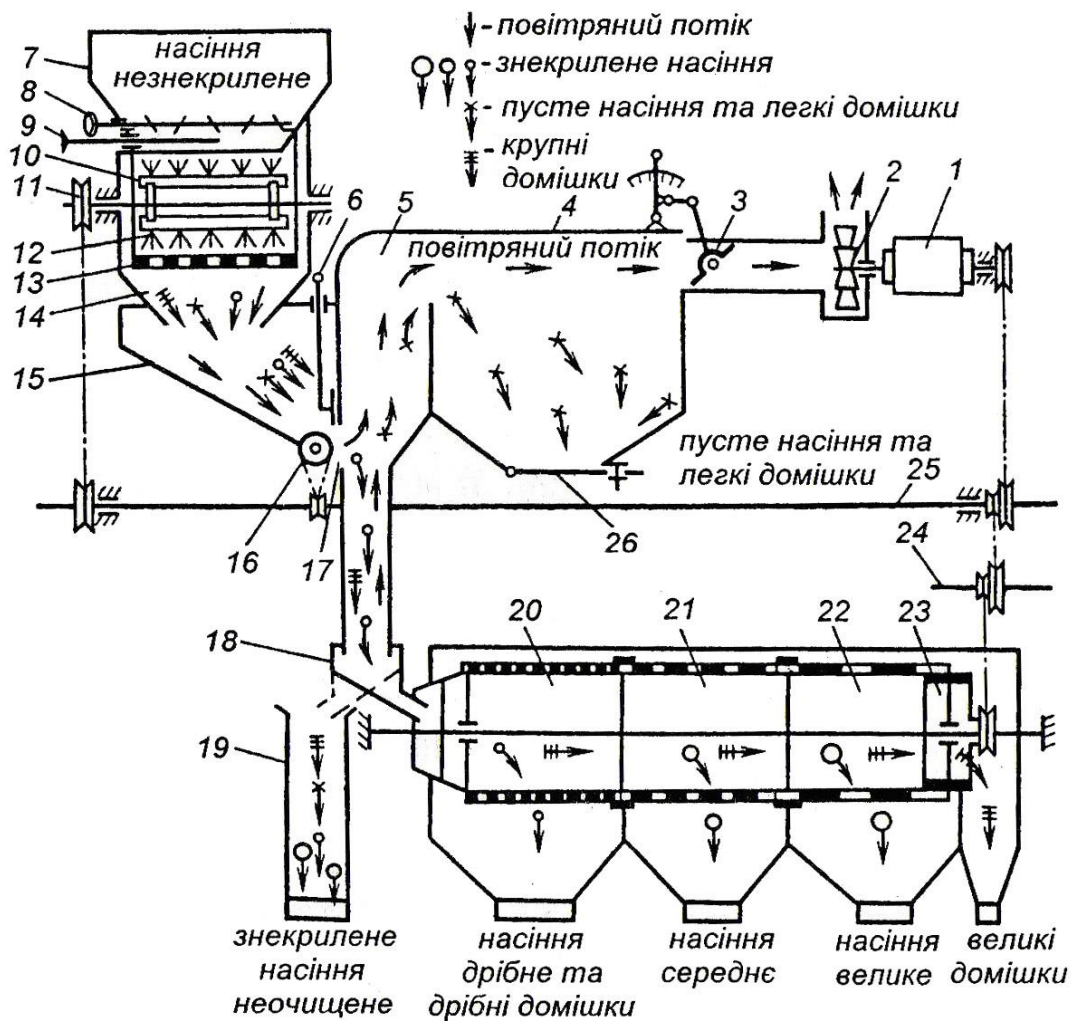 - повітряний потік
- знекрилене насіння
- пусте насіння та легкі домішки
- крупні
домішки
насіння
незнекрилене
7
8
9
10
11
12
13
14
15
6
5
4
3
2
1
повітряний потік
пусте насіння та
легкі домішки
25
16
17
26
24
18
20
21
22
23
19
знекрилене
насіння
неочищене
насіння
дрібне та
дрібні домішки
насіння
середнє
насіння
велике
великі
домішки